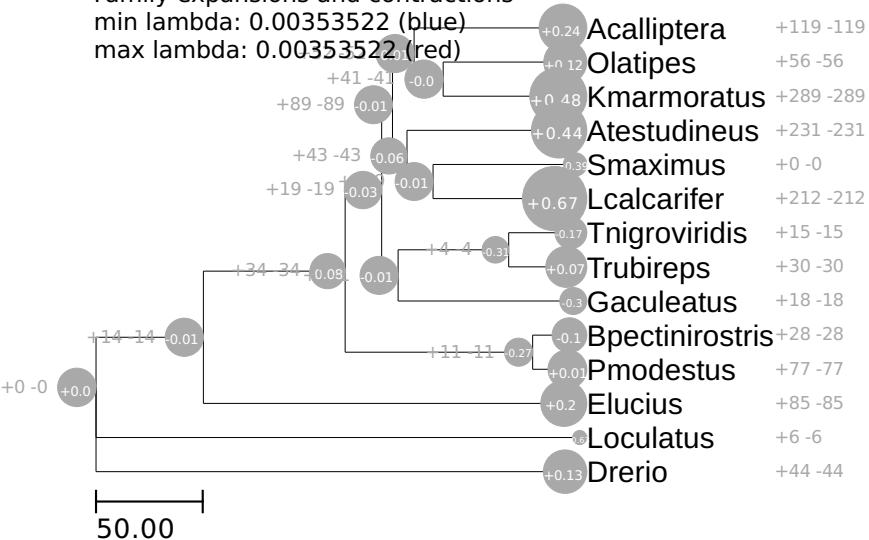 Family expansions and contractions
min lambda: 0.00353522 (blue)
max lambda: 0.00353522 (red)
+0.24 Acalliptera +119 -119
+0.12 Olatipes +56 -56
-0.01
+41 -41 -0.0
+0.48 Kmarmoratus +289 -289
+89 -89 -0.01
+0.44 Atestudineus +231 -231
+43 -43 -0.06
-0.39 Smaximus +0 -0
+19 -19 -0.03
-0.01
+0.67 Lcalcarifer +212 -212
-0.17 Tnigroviridis +15 -15
+4 -4 -0.31
+0.07 Trubireps +30 -30
+34 -34 -0.08
-0.01
-0.3 Gaculeatus +18 -18
-0.1 Bpectinirostris +28 -28
+14 -14 -0.01
+11 -11 -0.27
+0.01 Pmodestus +77 -77
+0 -0 +0.0
+0.2 Elucius +85 -85
Loculatus +6 -6
+0.13 Drerio +44 -44
50.00